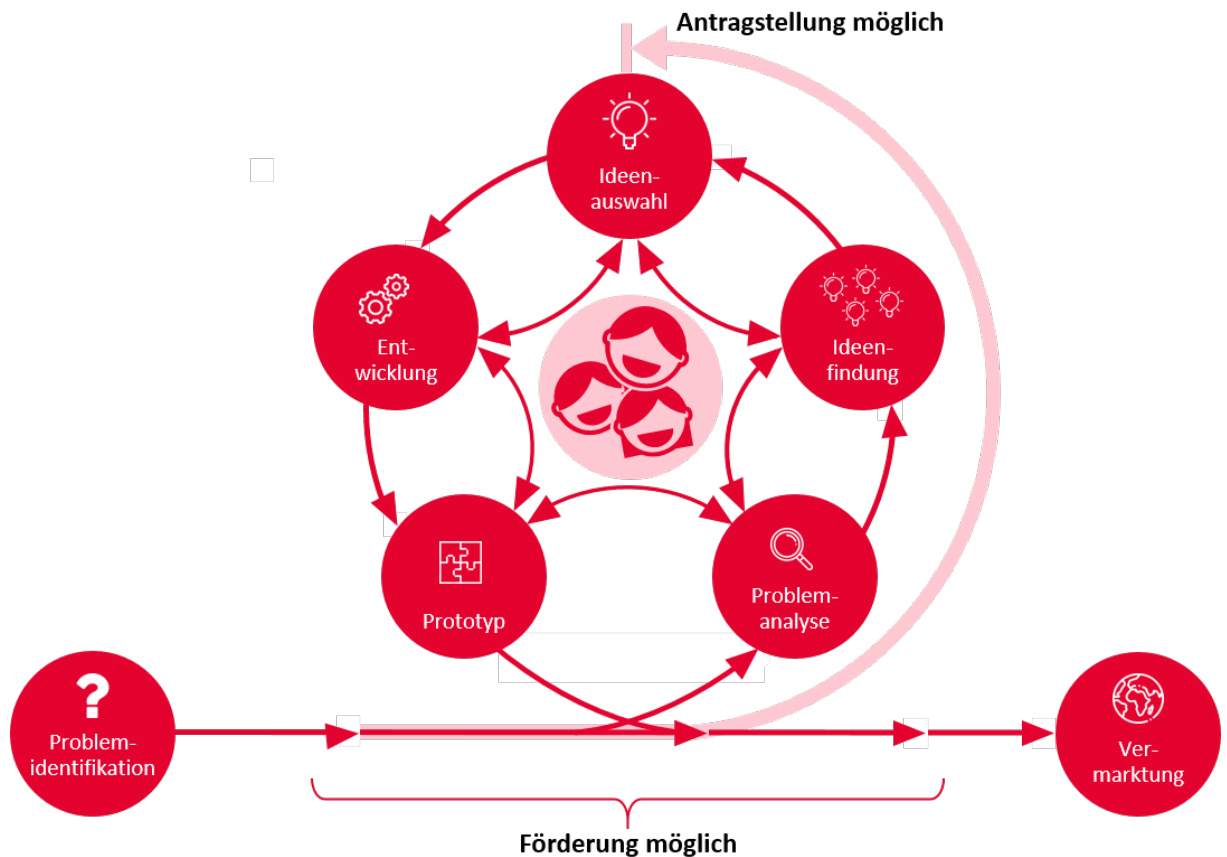 Antragstellung möglich
Ideen-
auswahl
Ent-
wicklung
Ideen-
findung
Prototyp
Problem-
analyse
Problem-
identifikation
Ver-
marktung
Förderung möglich